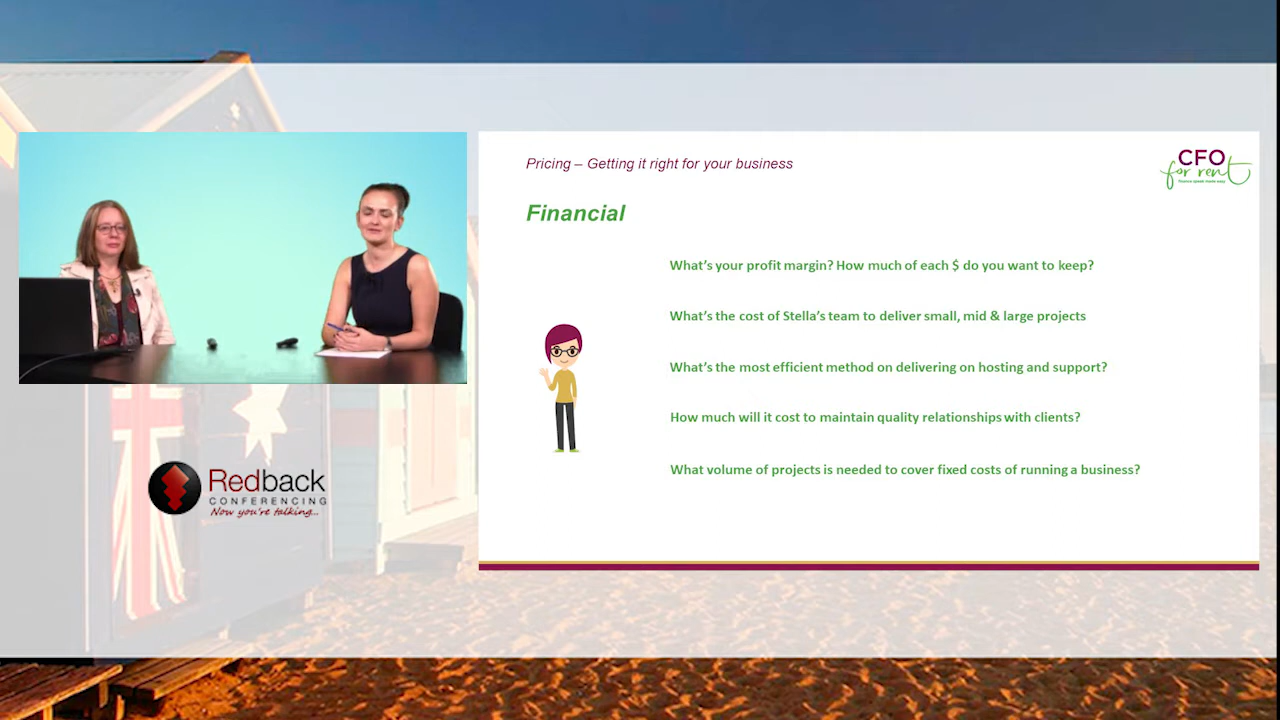 Pricing – Getting it right for your business
CFO
for rent
finance speak made easy
Financial
What's your profit margin? How much of each $ do you want to keep?
What's the cost of Stella's team to deliver small, mid & large projects
What's the most efficient method on delivering on hosting and support?
How much will it cost to maintain quality relationships with clients?
What volume of projects is needed to cover fixed costs of running a business?
Redback
CONFERENCING
Now you're talking...